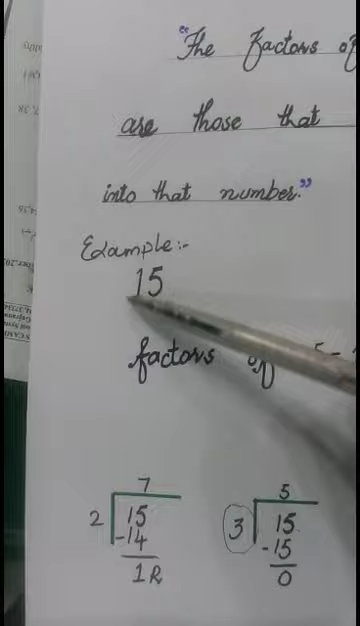 "The factors of
are those that
into that number."
Example:-
15
factors of
7
2 15
-14
1R
5
3 15
-15
0